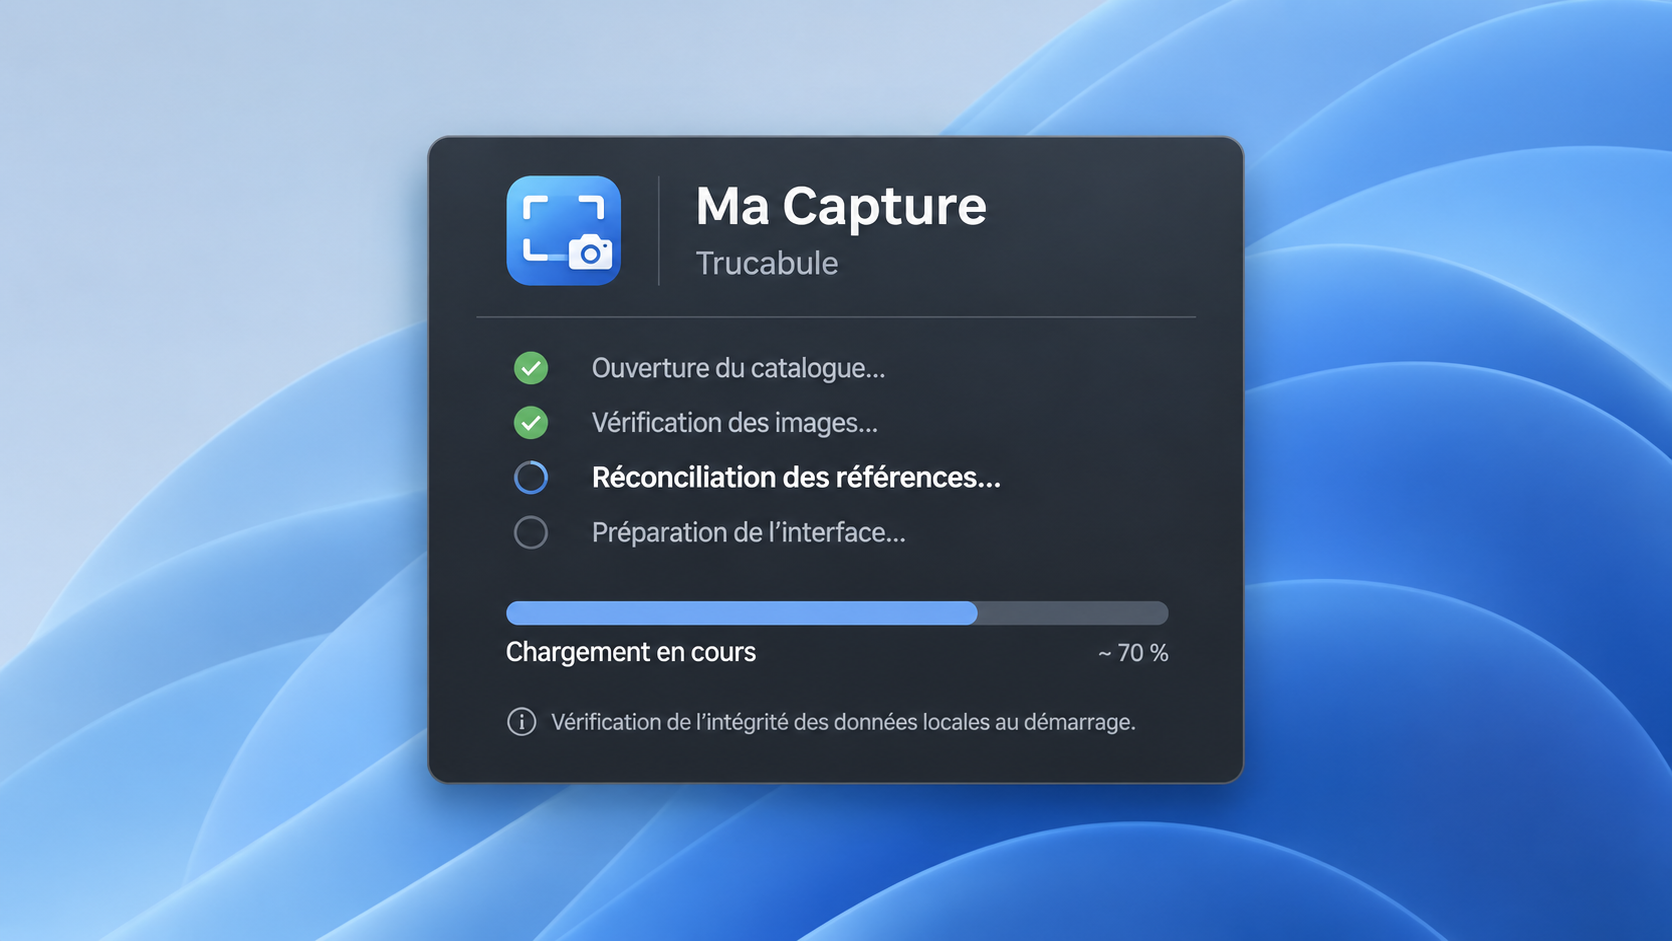 Ma Capture
Trucabule
Ouverture du catalogue...
Vérification des images...
Réconciliation des références...
Préparation de l’interface...
Chargement en cours
~ 70 %
Vérification de l’intégrité des données locales au démarrage.